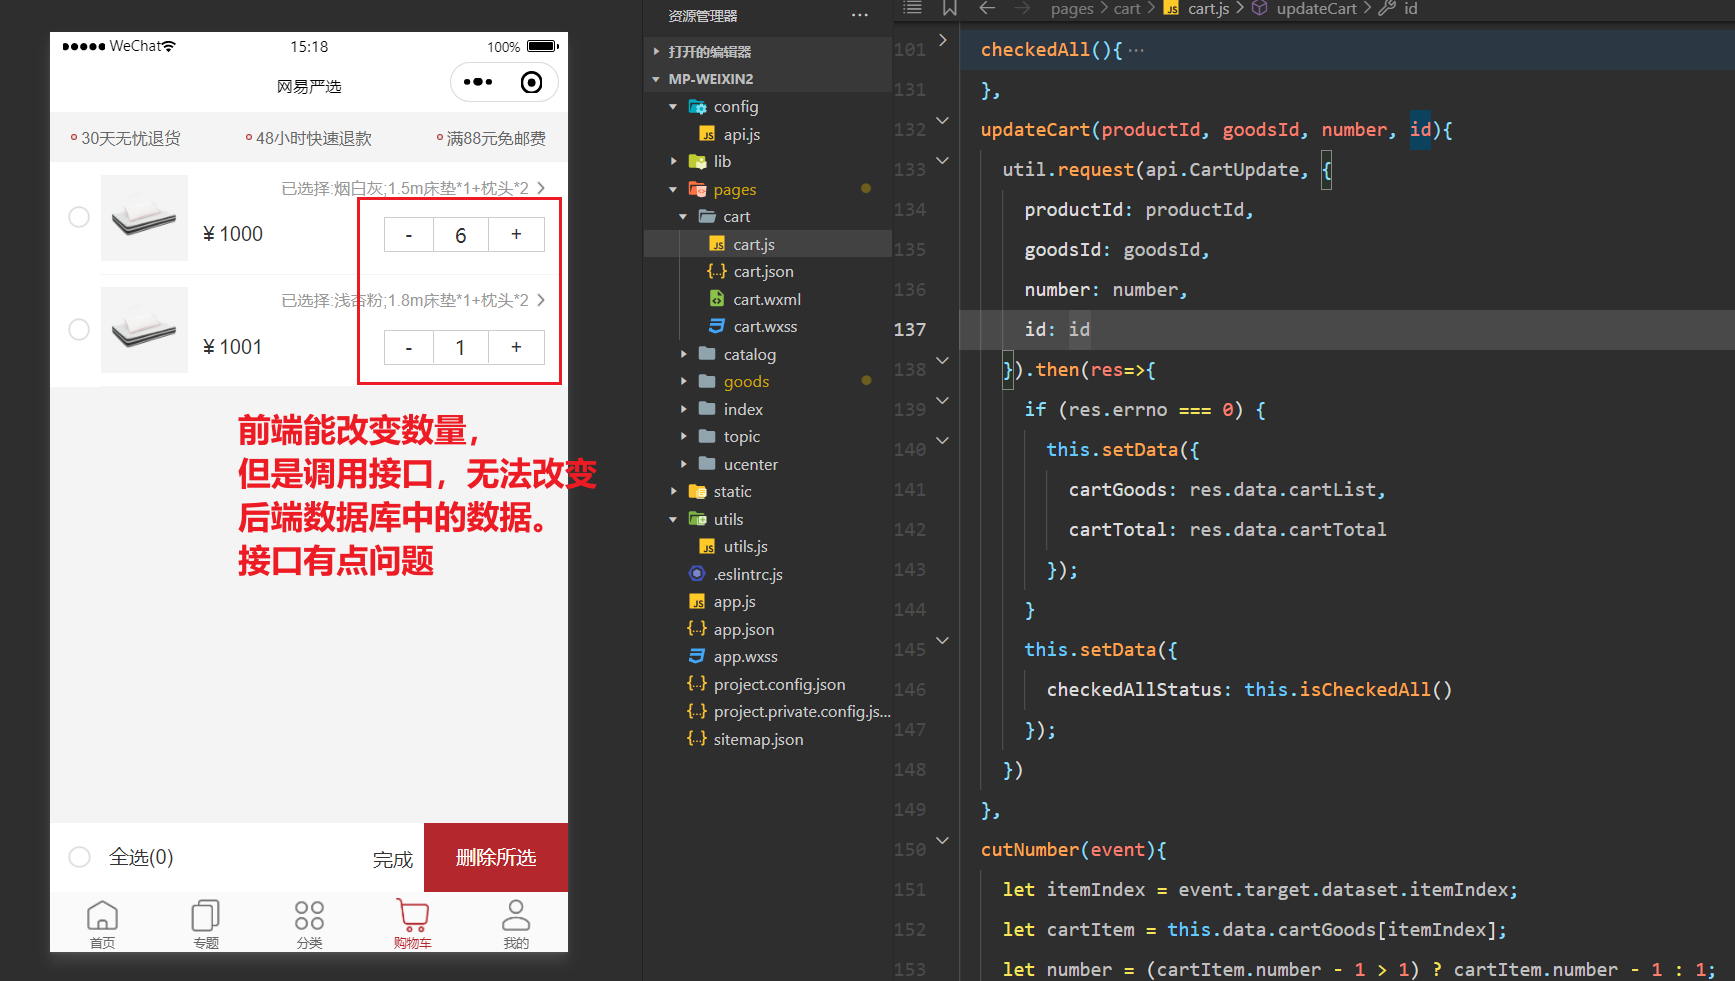 WeChat
15:18
100%
网易严选
30天无忧退货
48小时快速退款
满88元免邮费
已选择:烟白灰;1.5m床垫*1+枕头*2
¥1000
-
6
+
已选择:浅杏粉;1.8m床垫*1+枕头*2
¥1001
-
1
+
前端能改变数量，
但是调用接口，无法改变
后端数据库中的数据。
接口有点问题
全选(0)
完成
删除所选
首页
专题
分类
购物车
我的
资源管理器
打开的编辑器
MP-WEIXIN2
config
api.js
lib
pages
cart
cart.js
cart.json
cart.wxml
cart.wxss
catalog
goods
index
topic
ucenter
static
utils
utils.js
.eslintrc.js
app.js
app.json
app.wxss
project.config.json
project.private.config.js...
sitemap.json
pages > cart > cart.js > updateCart > id
101 checkedAll(){ ···
131 },
132 updateCart(productId, goodsId, number, id){
133 util.request(api.CartUpdate, {
134 productId: productId,
135 goodsId: goodsId,
136 number: number,
137 id: id
138 }).then(res=>{
139 if (res.errno === 0) {
140 this.setData({
141 cartGoods: res.data.cartList,
142 cartTotal: res.data.cartTotal
143 });
144 }
145 this.setData({
146 checkedAllStatus: this.isCheckedAll()
147 });
148 })
149 },
150 cutNumber(event){
151 let itemIndex = event.target.dataset.itemIndex;
152 let cartItem = this.data.cartGoods[itemIndex];
153 let number = (cartItem.number - 1 > 1) ? cartItem.number - 1 : 1;